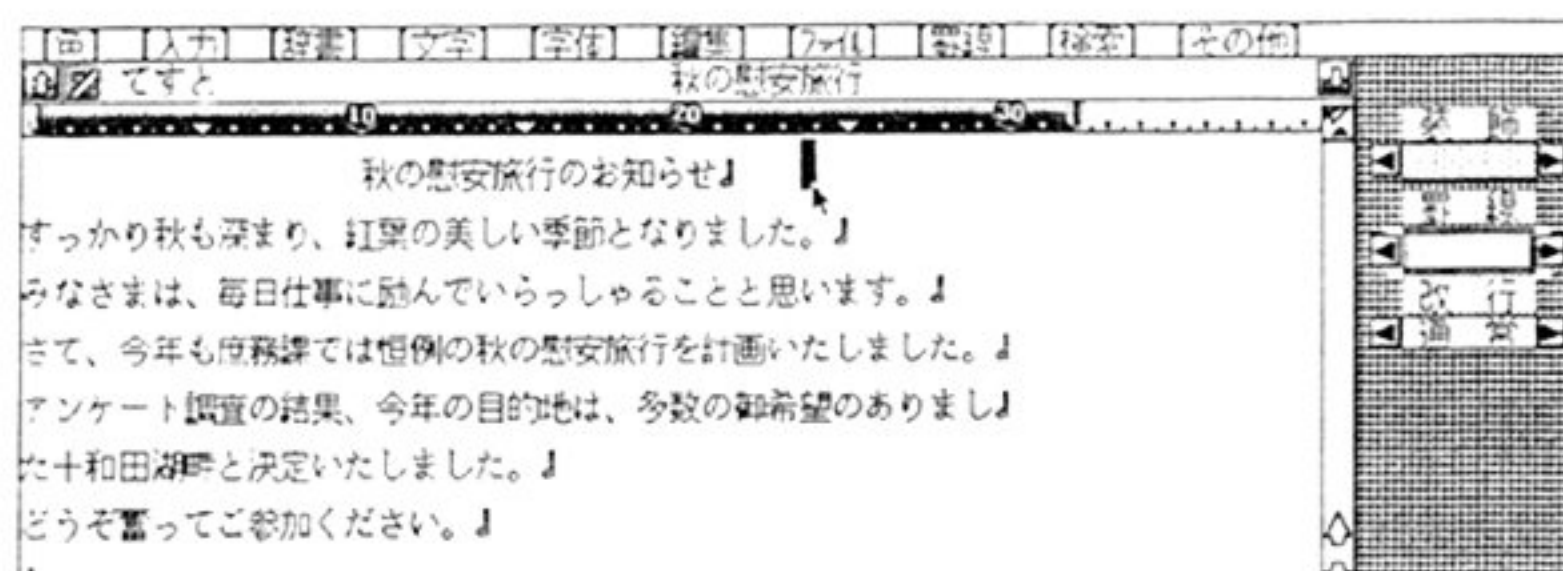 [色] [入力] [辞書] [文字] [字体] [編集] [ファイル] [罫線] [検索] [その他]
てすと 秋の慰安旅行
10 20 30
秋の慰安旅行のお知らせ
すっかり秋も深まり、紅葉の美しい季節となりました。
みなさまは、毎日仕事に励んでいらっしゃることと思います。
さて、今年も庶務課では恒例の秋の慰安旅行を計画いたしました。
アンケート調査の結果、今年の目的地は、多数の御希望のありまし
た十和田湖畔と決定いたしました。
どうぞ奮ってご参加ください。
罫 線
改 行
通 常